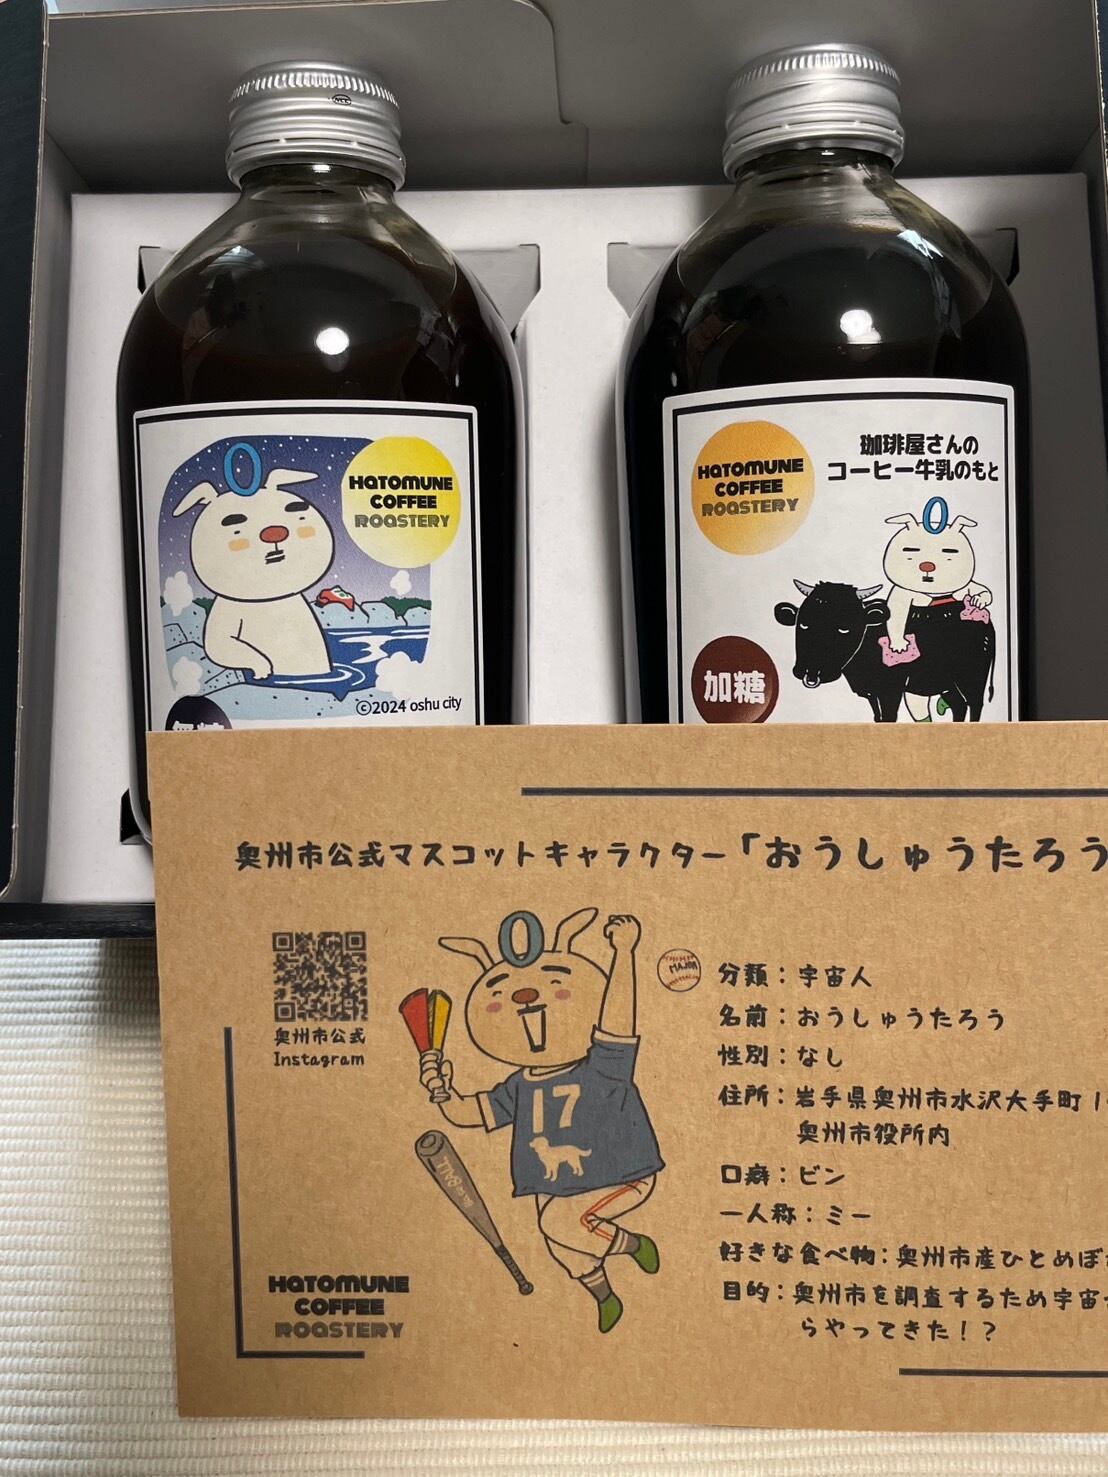 HATOMUNE
COFFEE
ROASTERY
©2024 oshu city
HATOMUNE
COFFEE
ROASTERY
珈琲屋さんの
コーヒー牛乳のもと
加糖
奥州市公式マスコットキャラクター「おうしゅうたろう
奥州市公式
Instagram
17
MAJOR
分類：宇宙人
名前：おうしゅうたろう
性別：なし
住所：岩手県奥州市水沢大手町1
奥州市役所内
口癖：ビン
一人称：ミー
好きな食べ物：奥州市産ひとめぼ
目的：奥州市を調査するため宇宙
らやってきた！？
HATOMUNE
COFFEE
ROASTERY